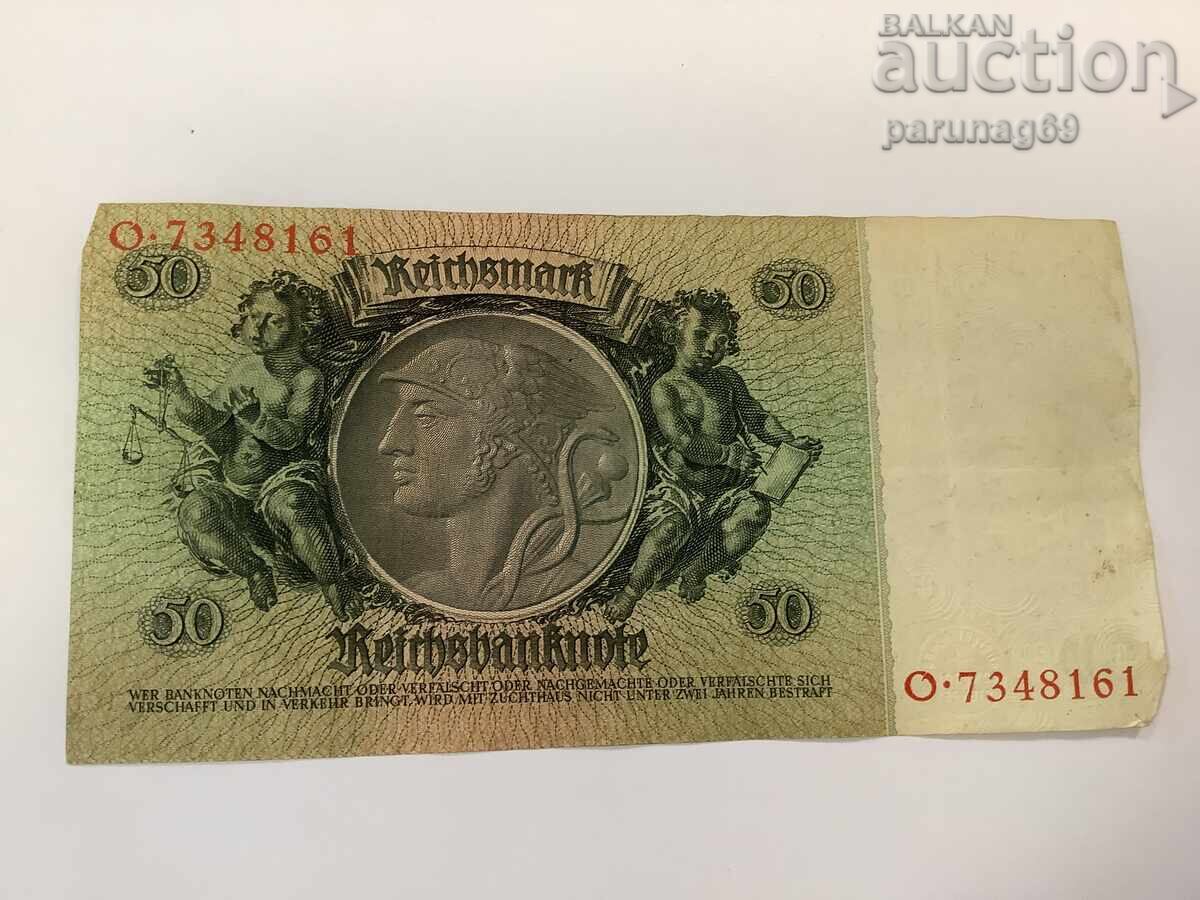 BALKAN
auction
parunag69
O·7348161
50 Reichsmark 50
50 50
Reichsbanknote
WER BANKNOTEN NACHMACHT ODER VERFÄLSCHT ODER NACHGEMACHTE ODER VERFÄLSCHTE SICH
VERSCHAFFT UND IN VERKEHR BRINGT, WIRD MIT ZUCHTHAUS NICHT UNTER ZWEI JAHREN BESTRAFT
O·7348161